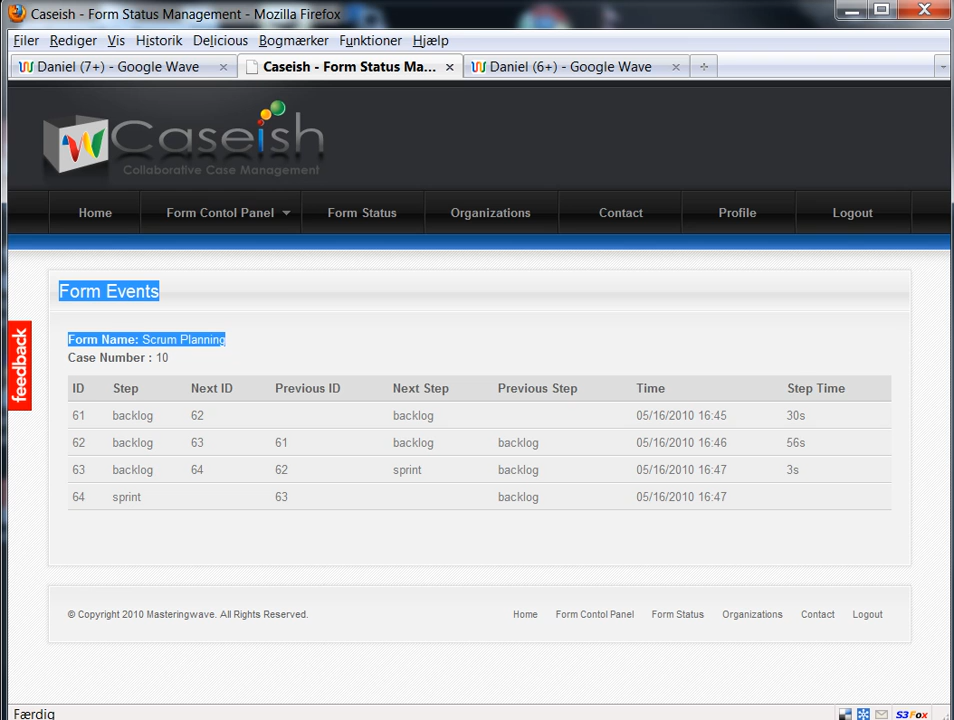 Caseish - Form Status Management - Mozilla Firefox
Filer Rediger Vis Historik Delicious Bogmærker Funktioner Hjælp
Daniel (7+) - Google Wave × Caseish - Form Status Ma... × Daniel (6+) - Google Wave ×
Caseish
Collaborative Case Management
Home Form Contol Panel Form Status Organizations Contact Profile Logout
Form Events
feedback
Form Name: Scrum Planning
Case Number : 10
ID Step Next ID Previous ID Next Step Previous Step Time Step Time
61 backlog 62 backlog 05/16/2010 16:45 30s
62 backlog 63 61 backlog backlog 05/16/2010 16:46 56s
63 backlog 64 62 sprint backlog 05/16/2010 16:47 3s
64 sprint 63 backlog 05/16/2010 16:47
© Copyright 2010 Masteringwave. All Rights Reserved. Home Form Contol Panel Form Status Organizations Contact Logout
Færdig S3Fox